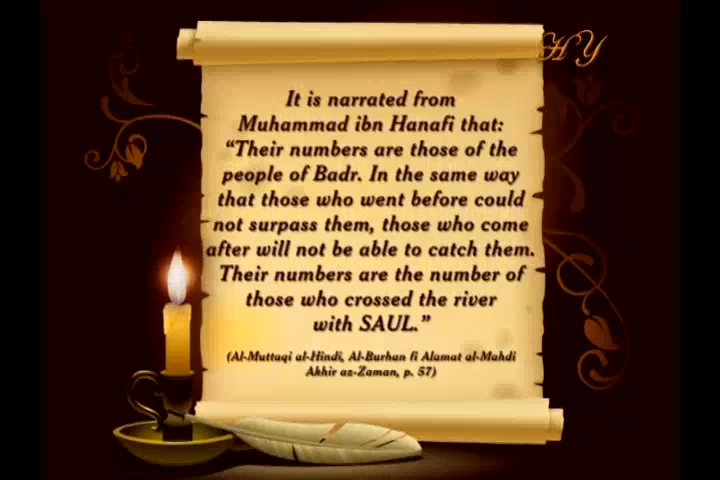 H Y
It is narrated from
Muhammad ibn Hanafi that:
“Their numbers are those of the
people of Badr. In the same way
that those who went before could
not surpass them, those who come
after will not be able to catch them.
Their numbers are the number of
those who crossed the river
with SAUL.”
(Al-Muttaqi al-Hindi, Al-Burhan fi Alamat al-Mahdi
Akhir az-Zaman, p. 57)